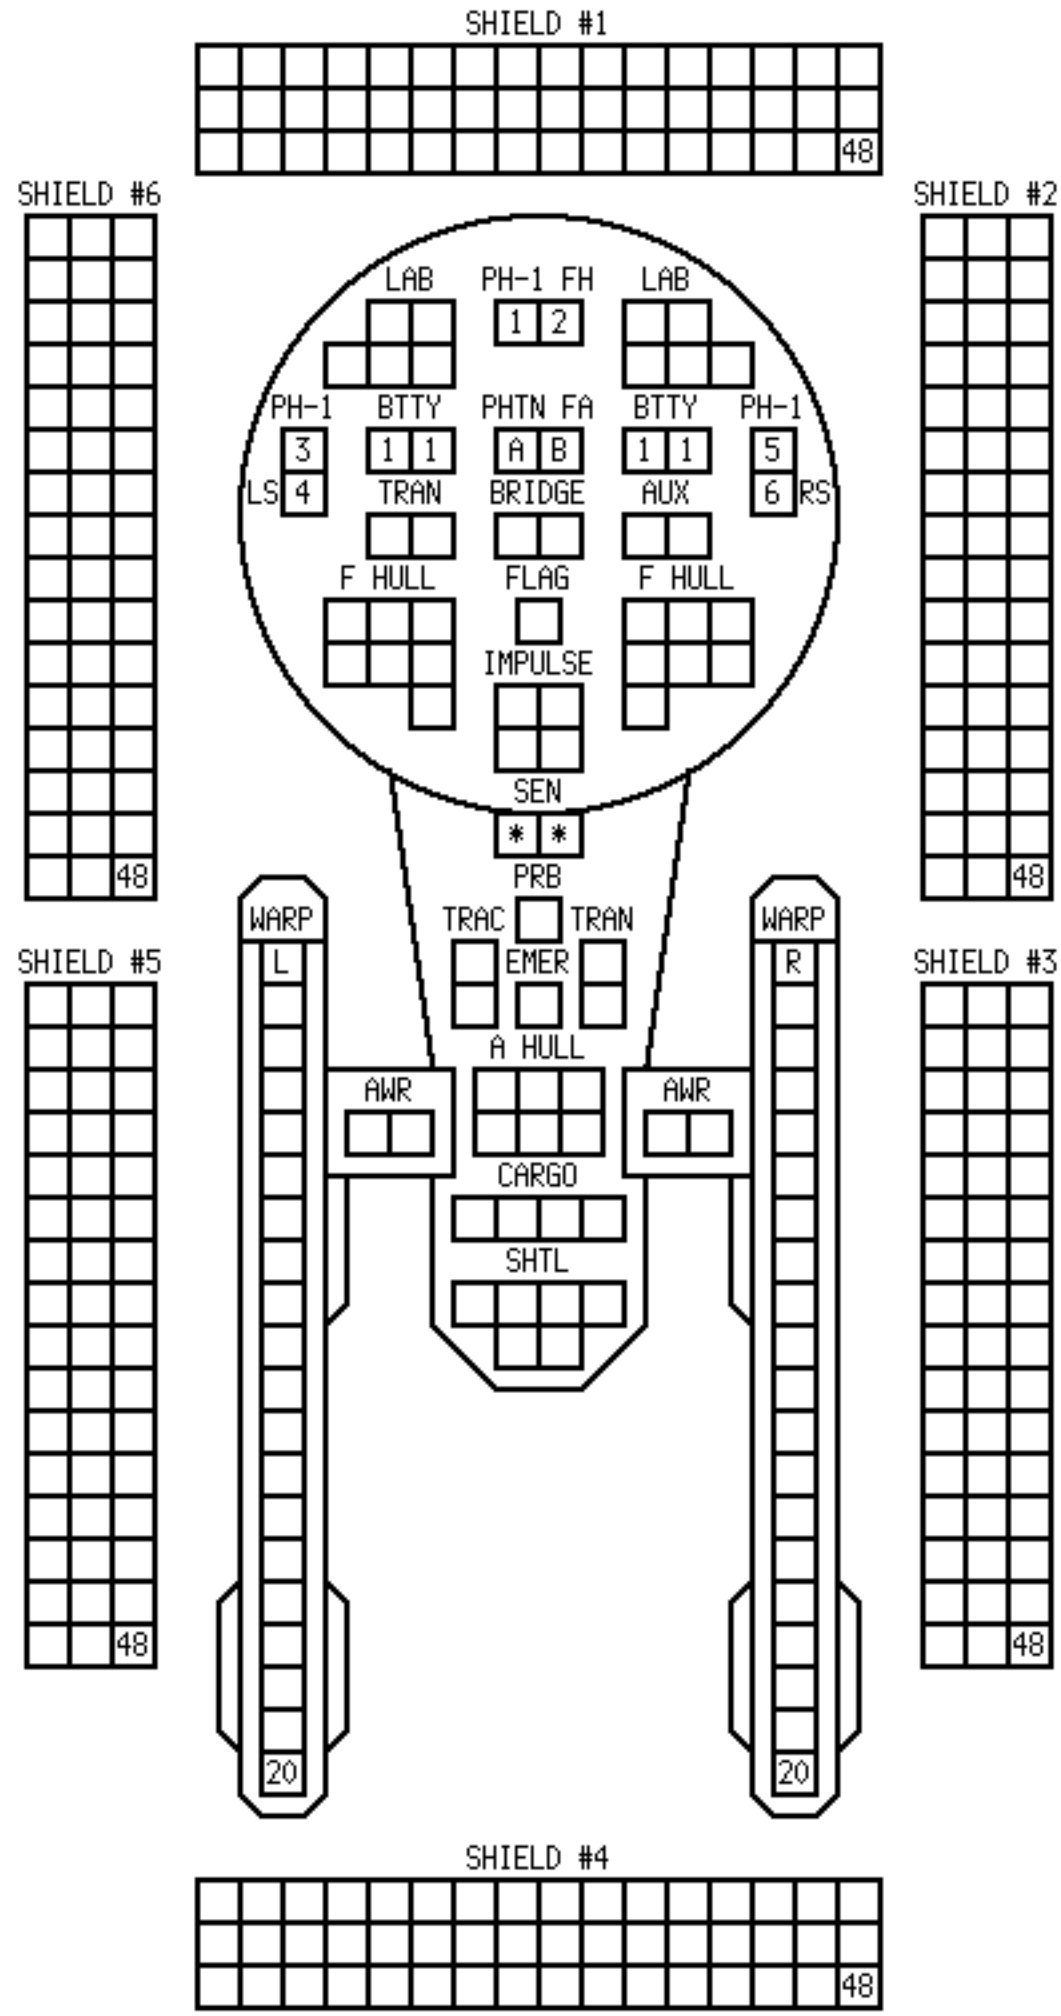 SHIELD #1
48
SHIELD #6
SHIELD #2
LAB PH-1 FH LAB
1 2
PH-1 BTTY PHTN FA BTTY PH-1
3 1 1 A B 1 1 5
LS 4 TRAN BRIDGE AUX 6 RS
F HULL FLAG F HULL
IMPULSE
SEN
* *
48 PRB 48
WARP TRAC TRAN WARP
SHIELD #5 L EMER R SHIELD #3
A HULL
AWR AWR
CARGO
SHTL
48 48
20 20
SHIELD #4
48